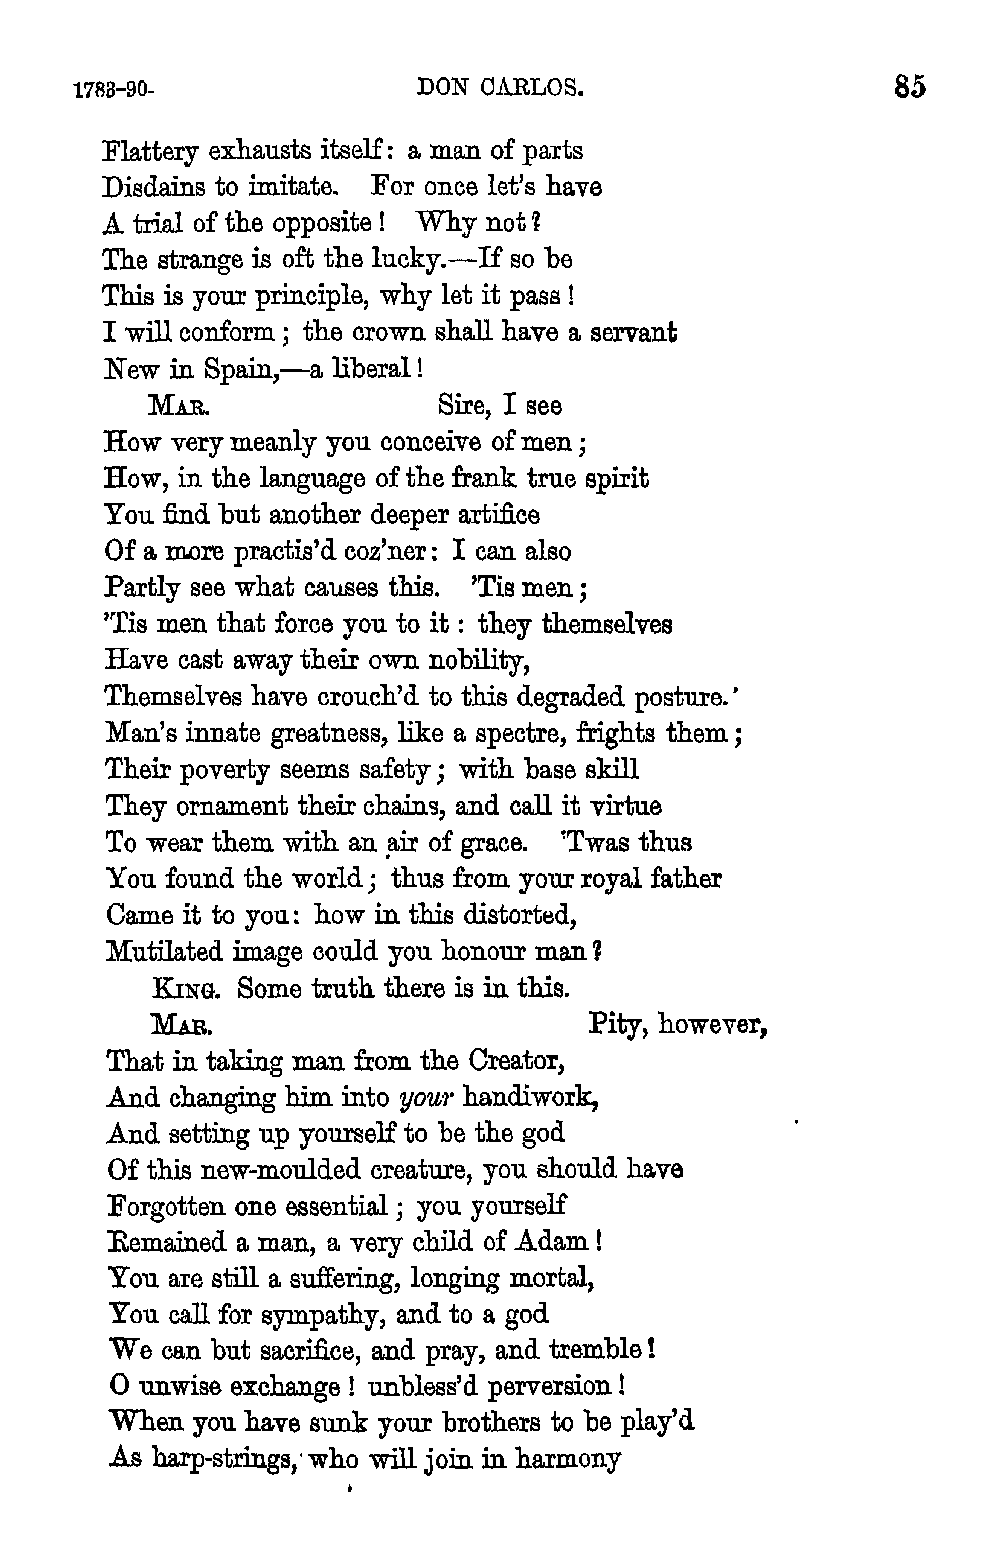 1783-90- DON CARLOS. 85
Flattery exhausts itself: a man of parts
Disdains to imitate. For once let's have
A trial of the opposite! Why not?
The strange is oft the lucky.—If so be
This is your principle, why let it pass!
I will conform; the crown shall have a servant
New in Spain,—a liberal!
MAR. Sire, I see
How very meanly you conceive of men;
How, in the language of the frank true spirit
You find but another deeper artifice
Of a more practis'd coz'ner: I can also
Partly see what causes this. 'Tis men;
'Tis men that force you to it: they themselves
Have cast away their own nobility,
Themselves have crouch'd to this degraded posture.'
Man's innate greatness, like a spectre, frights them;
Their poverty seems safety; with base skill
They ornament their chains, and call it virtue
To wear them with an air of grace. 'Twas thus
You found the world; thus from your royal father
Came it to you: how in this distorted,
Mutilated image could you honour man?
KING. Some truth there is in this.
MAR. Pity, however,
That in taking man from the Creator,
And changing him into your handiwork,
And setting up yourself to be the god
Of this new-moulded creature, you should have
Forgotten one essential; you yourself
Remained a man, a very child of Adam!
You are still a suffering, longing mortal,
You call for sympathy, and to a god
We can but sacrifice, and pray, and tremble!
O unwise exchange! unbless'd perversion!
When you have sunk your brothers to be play'd
As harp-strings, who will join in harmony